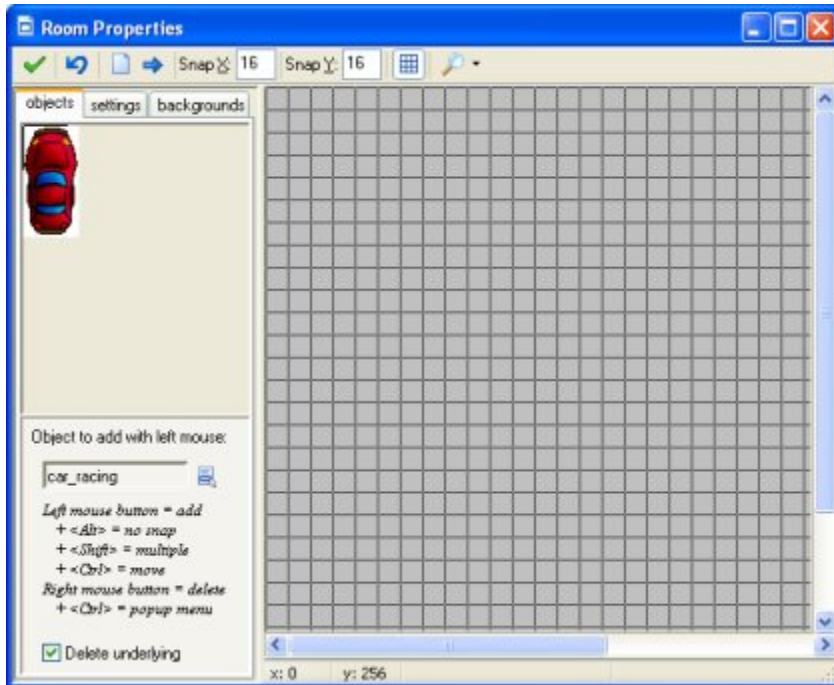 Room Properties
Snap X: 16 Snap Y: 16
objects settings backgrounds
Object to add with left mouse:
car_racing
Left mouse button = add
+ <Alt> = no snap
+ <Shift> = multiple
+ <Ctrl> = move
Right mouse button = delete
+ <Ctrl> = popup menu
Delete underlying
x: 0 y: 256